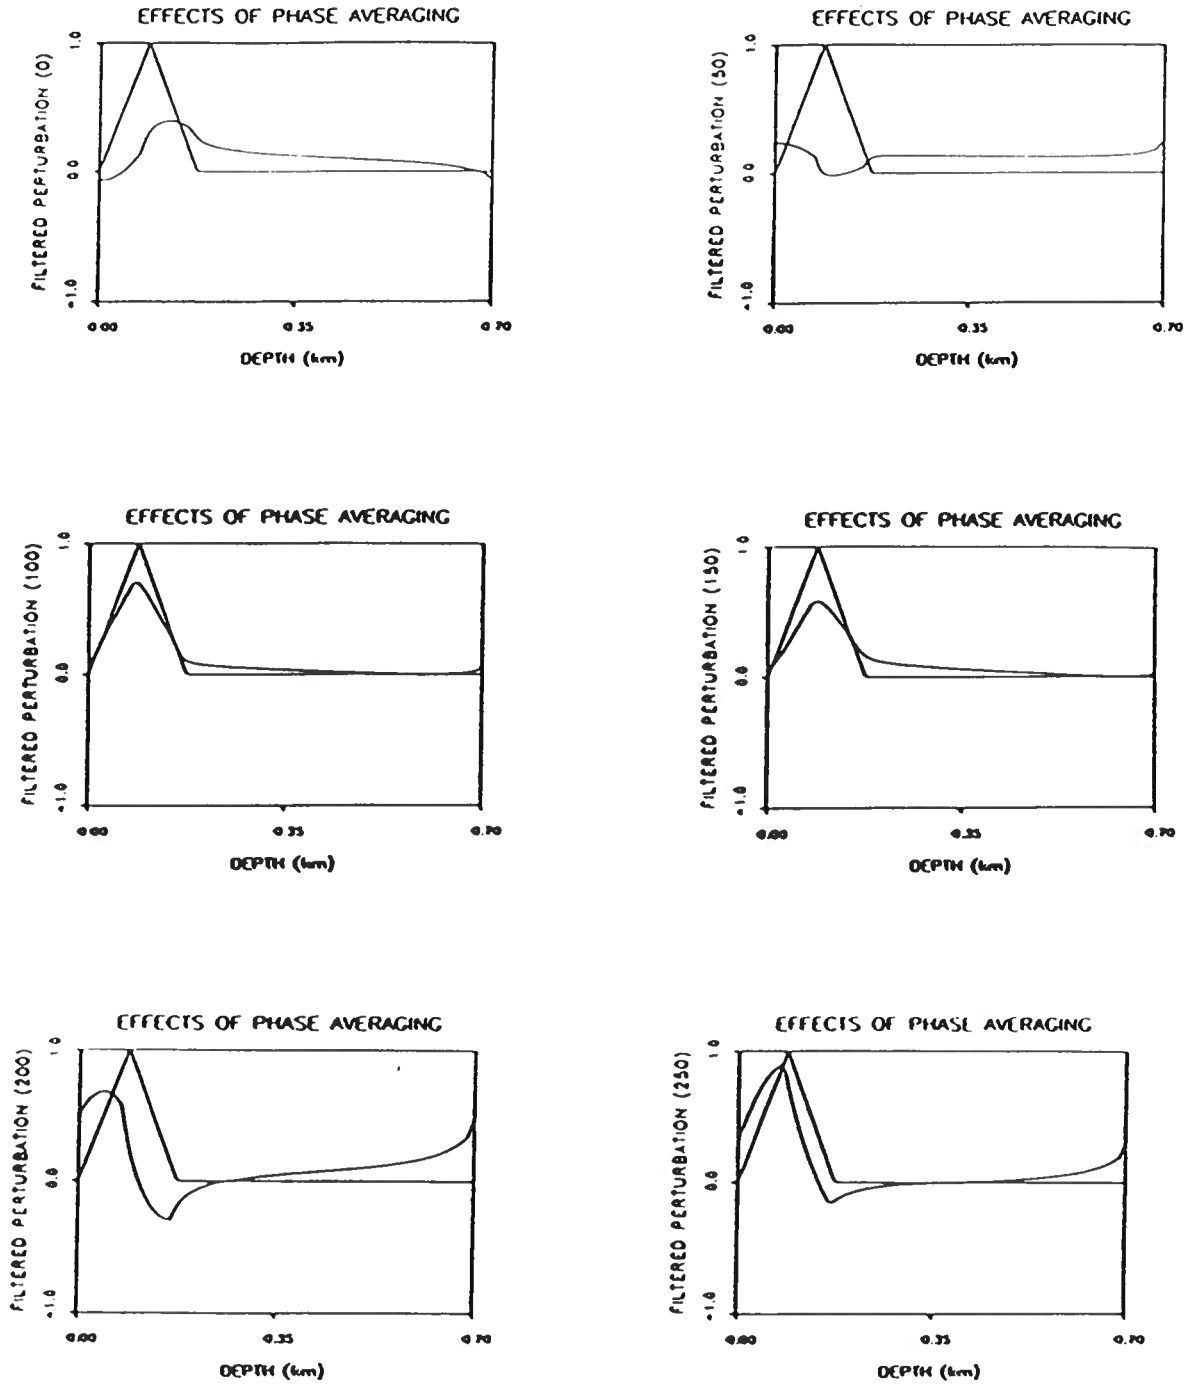 EFFECTS OF PHASE AVERAGING
FILTERED PERTURBATION (0)
1.0
0.0
-1.0
0.00
0.35
0.70
DEPTH (km)
EFFECTS OF PHASE AVERAGING
FILTERED PERTURBATION (50)
1.0
0.0
-1.0
0.00
0.35
0.70
DEPTH (km)
EFFECTS OF PHASE AVERAGING
FILTERED PERTURBATION (100)
1.0
0.0
-1.0
0.00
0.35
0.70
DEPTH (km)
EFFECTS OF PHASE AVERAGING
FILTERED PERTURBATION (150)
1.0
0.0
-1.0
0.00
0.35
0.70
DEPTH (km)
EFFECTS OF PHASE AVERAGING
FILTERED PERTURBATION (200)
1.0
0.0
-1.0
0.00
0.35
0.70
DEPTH (km)
EFFECTS OF PHASE AVERAGING
FILTERED PERTURBATION (250)
1.0
0.0
-1.0
0.00
0.35
0.70
DEPTH (km)